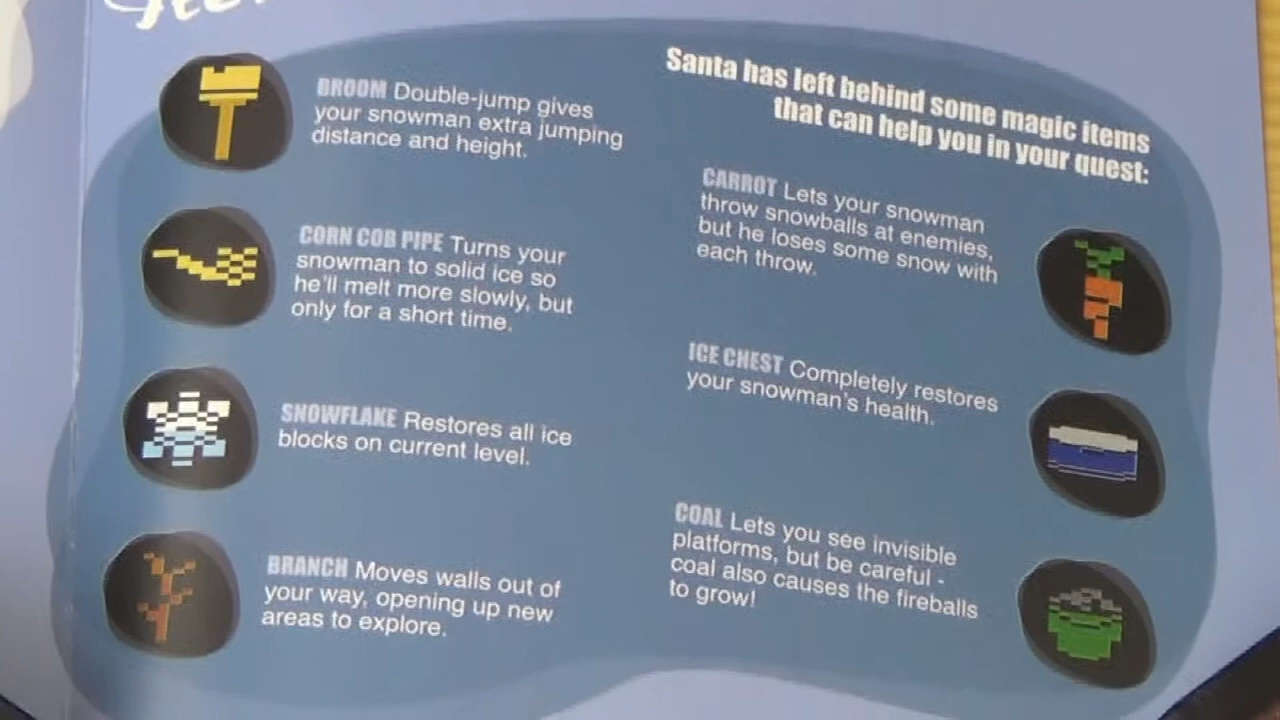 BROOM Double-jump gives
your snowman extra jumping
distance and height.
CORN COB PIPE Turns your
snowman to solid ice so
he'll melt more slowly, but
only for a short time.
SNOWFLAKE Restores all ice
blocks on current level.
BRANCH Moves walls out of
your way, opening up new
areas to explore.
Santa has left behind some magic items
that can help you in your quest:
CARROT Lets your snowman
throw snowballs at enemies,
but he loses some snow with
each throw.
ICE CHEST Completely restores
your snowman's health.
COAL Lets you see invisible
platforms, but be careful -
coal also causes the fireballs
to grow!